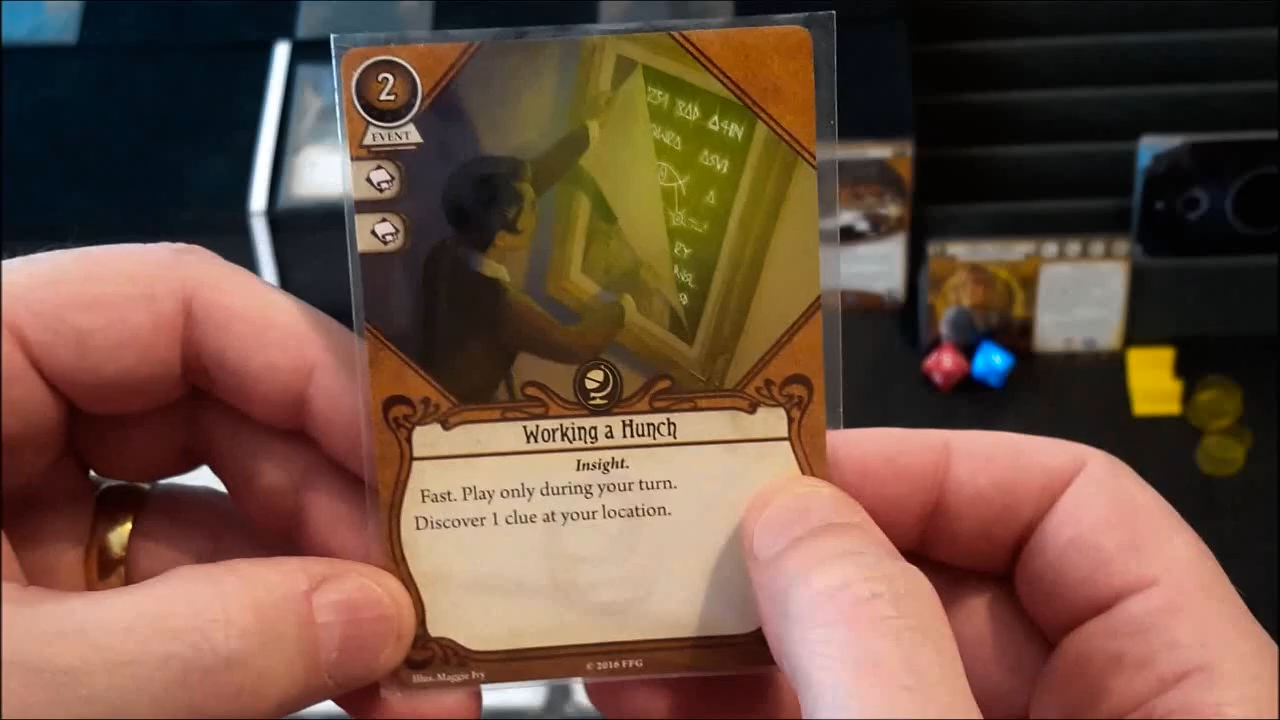 2
EVENT
Working a Hunch
Insight.
Fast. Play only during your turn.
Discover 1 clue at your location.
Illus. Maggie Ivy
© 2016 FFG